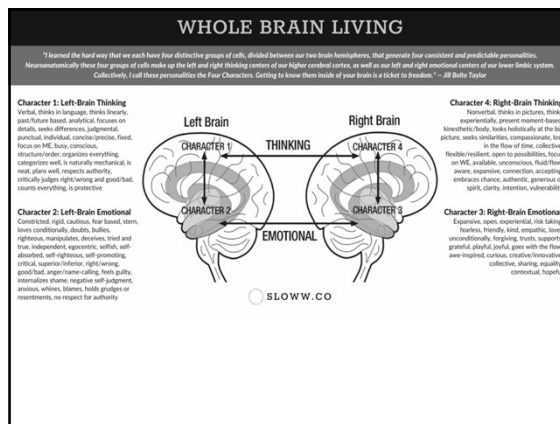 WHOLE BRAIN LIVING
"I learned the hard way that we each have four distinctive groups of cells, divided between our two brain hemispheres, that generate four consistent and predictable personalities.
Neuroanatomically these four groups of cells make up the left and right thinking centers of our higher cerebral cortex, as well as our left and right emotional centers of our lower limbic system.
Collectively, I call these personalities the Four Characters. Getting to know them inside of your brain is a ticket to freedom." — Jill Bolte Taylor
Character 1: Left-Brain Thinking
Verbal, thinks in language, thinks linearly,
past/future based, analytical, focuses on
details, seeks differences, judgmental,
punctual, individual, concise/precise, fixed,
focus on ME, busy, conscious,
structure/order, organizes everything,
categorizes well, is naturally mechanical, is
neat, plans well, respects authority,
critically judges right/wrong and good/bad,
counts everything, is protective
Character 2: Left-Brain Emotional
Constricted, rigid, cautious, fear based, stern,
loves conditionally, doubts, bullies,
righteous, manipulates, deceives, tried and
true, independent, egocentric, selfish, self-
absorbed, self-righteous, self-promoting,
critical, superior/inferior, right/wrong,
good/bad, anger/name-calling, feels guilty,
internalizes shame, negative self-judgment,
anxious, whines, blames, holds grudges or
resentments, no respect for authority
Left Brain
Right Brain
CHARACTER 1
THINKING
CHARACTER 4
CHARACTER 2
CHARACTER 3
EMOTIONAL
SLOWW.CO
Character 4: Right-Brain Thinking
Nonverbal, thinks in pictures, think
experientially, present moment-based
kinesthetic/body, looks holistically at the big
picture, seeks similarities, compassionate, los
in the flow of time, collective
flexible/resilient, open to possibilities, focu
on WE, available, unconscious, fluid/flow
aware, expansive, connection, accepting
embraces chance, authentic, generous o
spirit, clarity, intention, vulnerabilit
Character 3: Right-Brain Emotional
Expansive, open, experiential, risk taking
fearless, friendly, kind, empathic, love
unconditionally, forgiving, trusts, supports
grateful, playful, joyful, goes with the flow
awe-inspired, curious, creative/innovative
collective, sharing, equality
contextual, hopefu